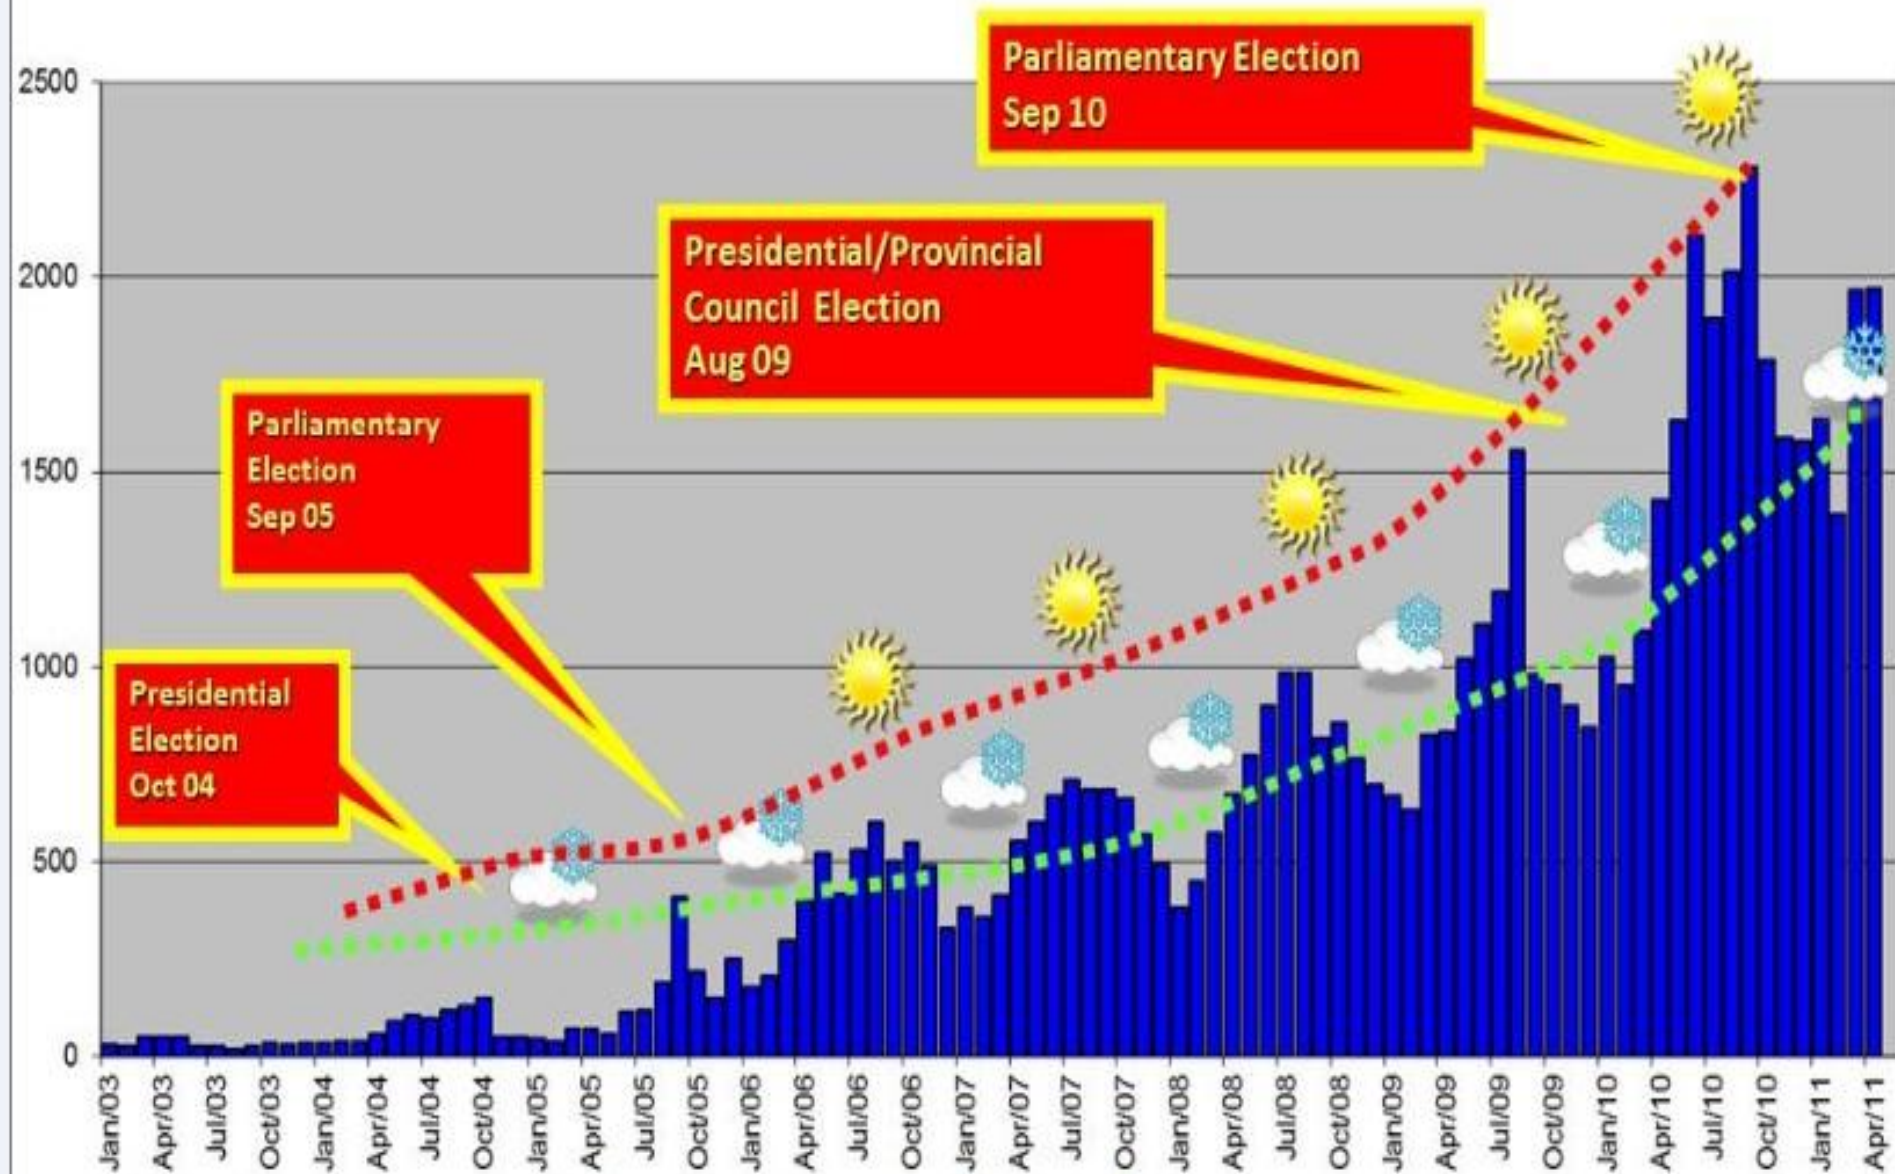 Parliamentary Election
Sep 10
2500
Presidential/Provincial
Council Election
Aug 09
2000
Parliamentary
Election
Sep 05
1500
Presidential
Election
Oct 04
1000
500
0
Jan/03
Apr/03
Jul/03
Oct/03
Jan/04
Apr/04
Jul/04
Oct/04
Jan/05
Apr/05
Jul/05
Oct/05
Jan/06
Apr/06
Jul/06
Oct/06
Jan/07
Apr/07
Jul/07
Oct/07
Jan/08
Apr/08
Jul/08
Oct/08
Jan/09
Apr/09
Jul/09
Oct/09
Jan/10
Apr/10
Jul/10
Oct/10
Jan/11
Apr/11